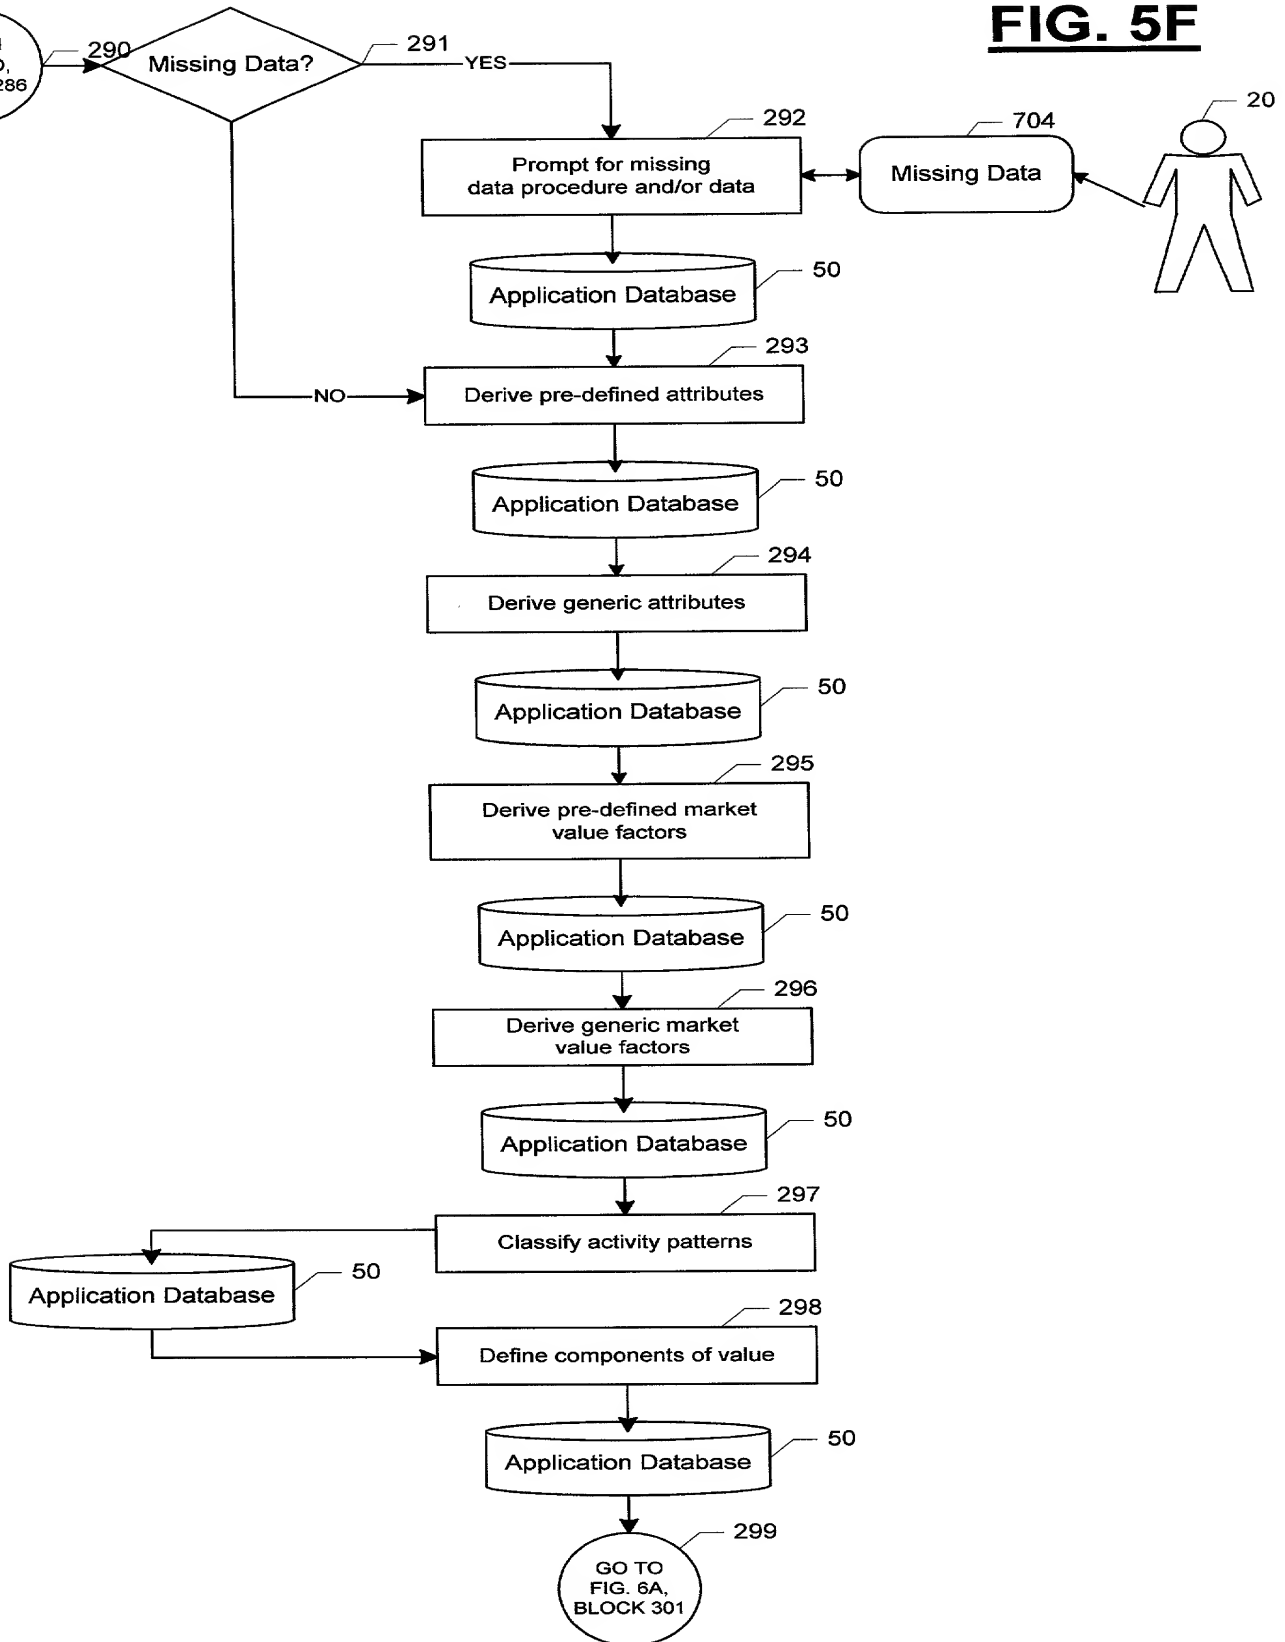 FIG. 5F
286
290
Missing Data?
291
YES
292
Prompt for missing
data procedure and/or data
704
Missing Data
20
Application Database
50
293
NO
Derive pre-defined attributes
Application Database
50
294
Derive generic attributes
Application Database
50
295
Derive pre-defined market
value factors
Application Database
50
296
Derive generic market
value factors
Application Database
50
297
Classify activity patterns
Application Database
50
298
Define components of value
Application Database
50
299
GO TO
FIG. 6A,
BLOCK 301